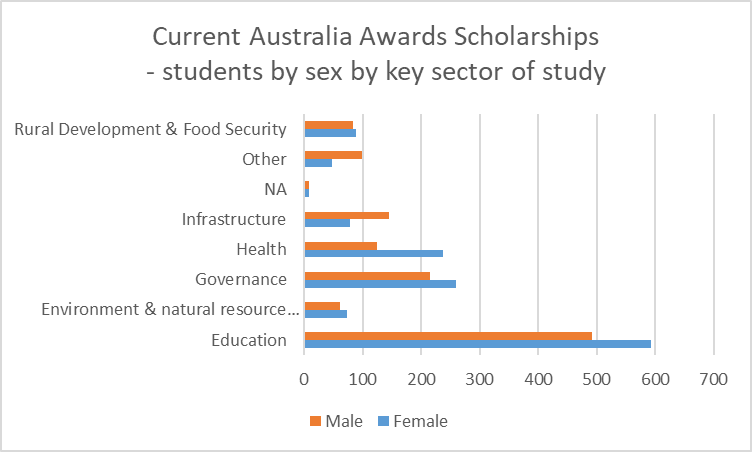 Current Australia Awards Scholarships
- students by sex by key sector of study
Rural Development & Food Security
Other
NA
Infrastructure
Health
Governance
Environment & natural resource...
Education
0 100 200 300 400 500 600 700
Male Female